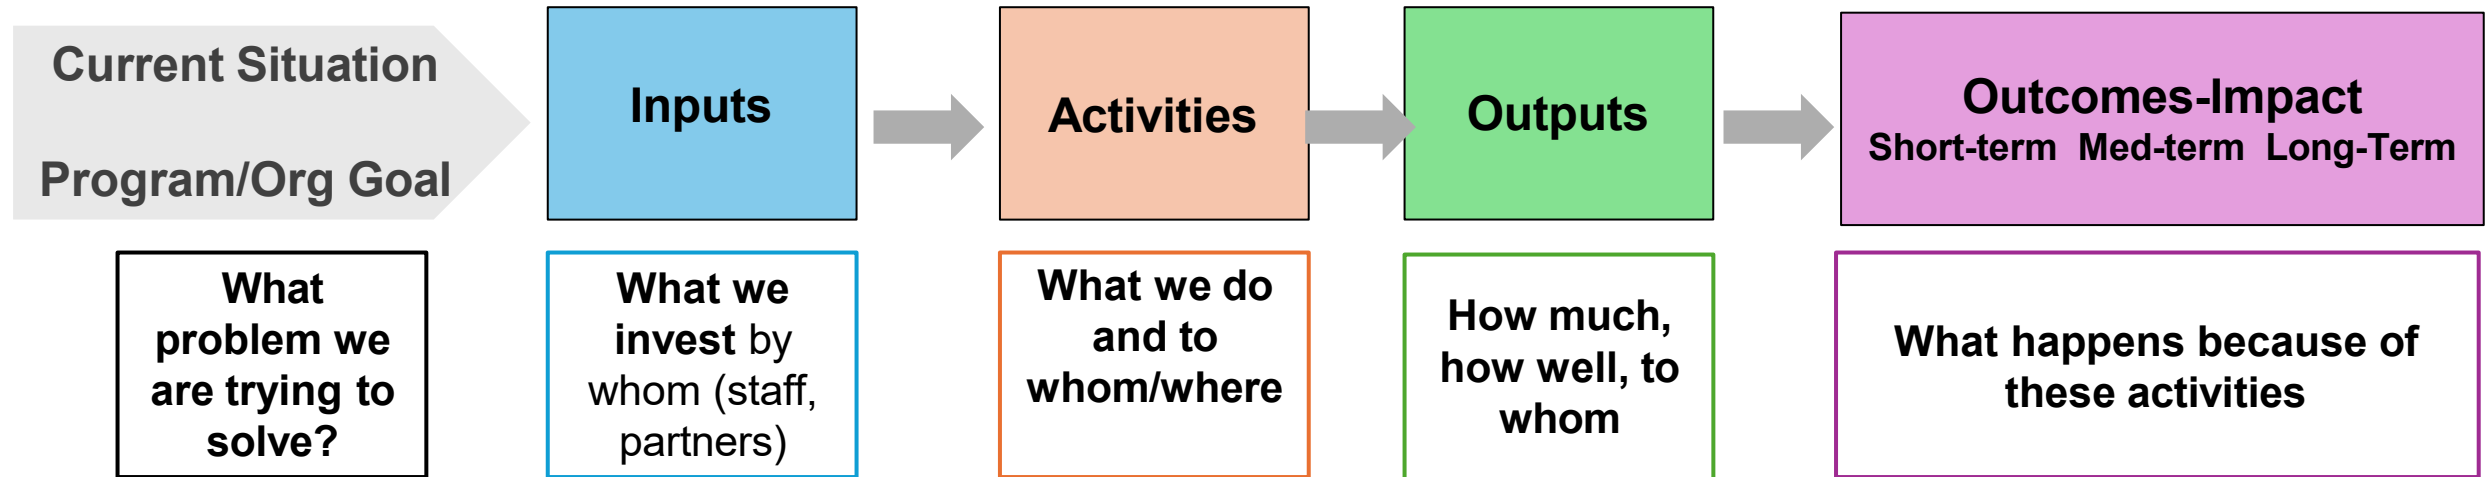 Current Situation
Program/Org Goal
Inputs
Activities
Outputs
Outcomes-Impact
Short-term Med-term Long-Term
What
problem we
are trying to
solve?
What we
invest by
whom (staff,
partners)
What we do
and to
whom/where
How much,
how well, to
whom
What happens because of
these activities